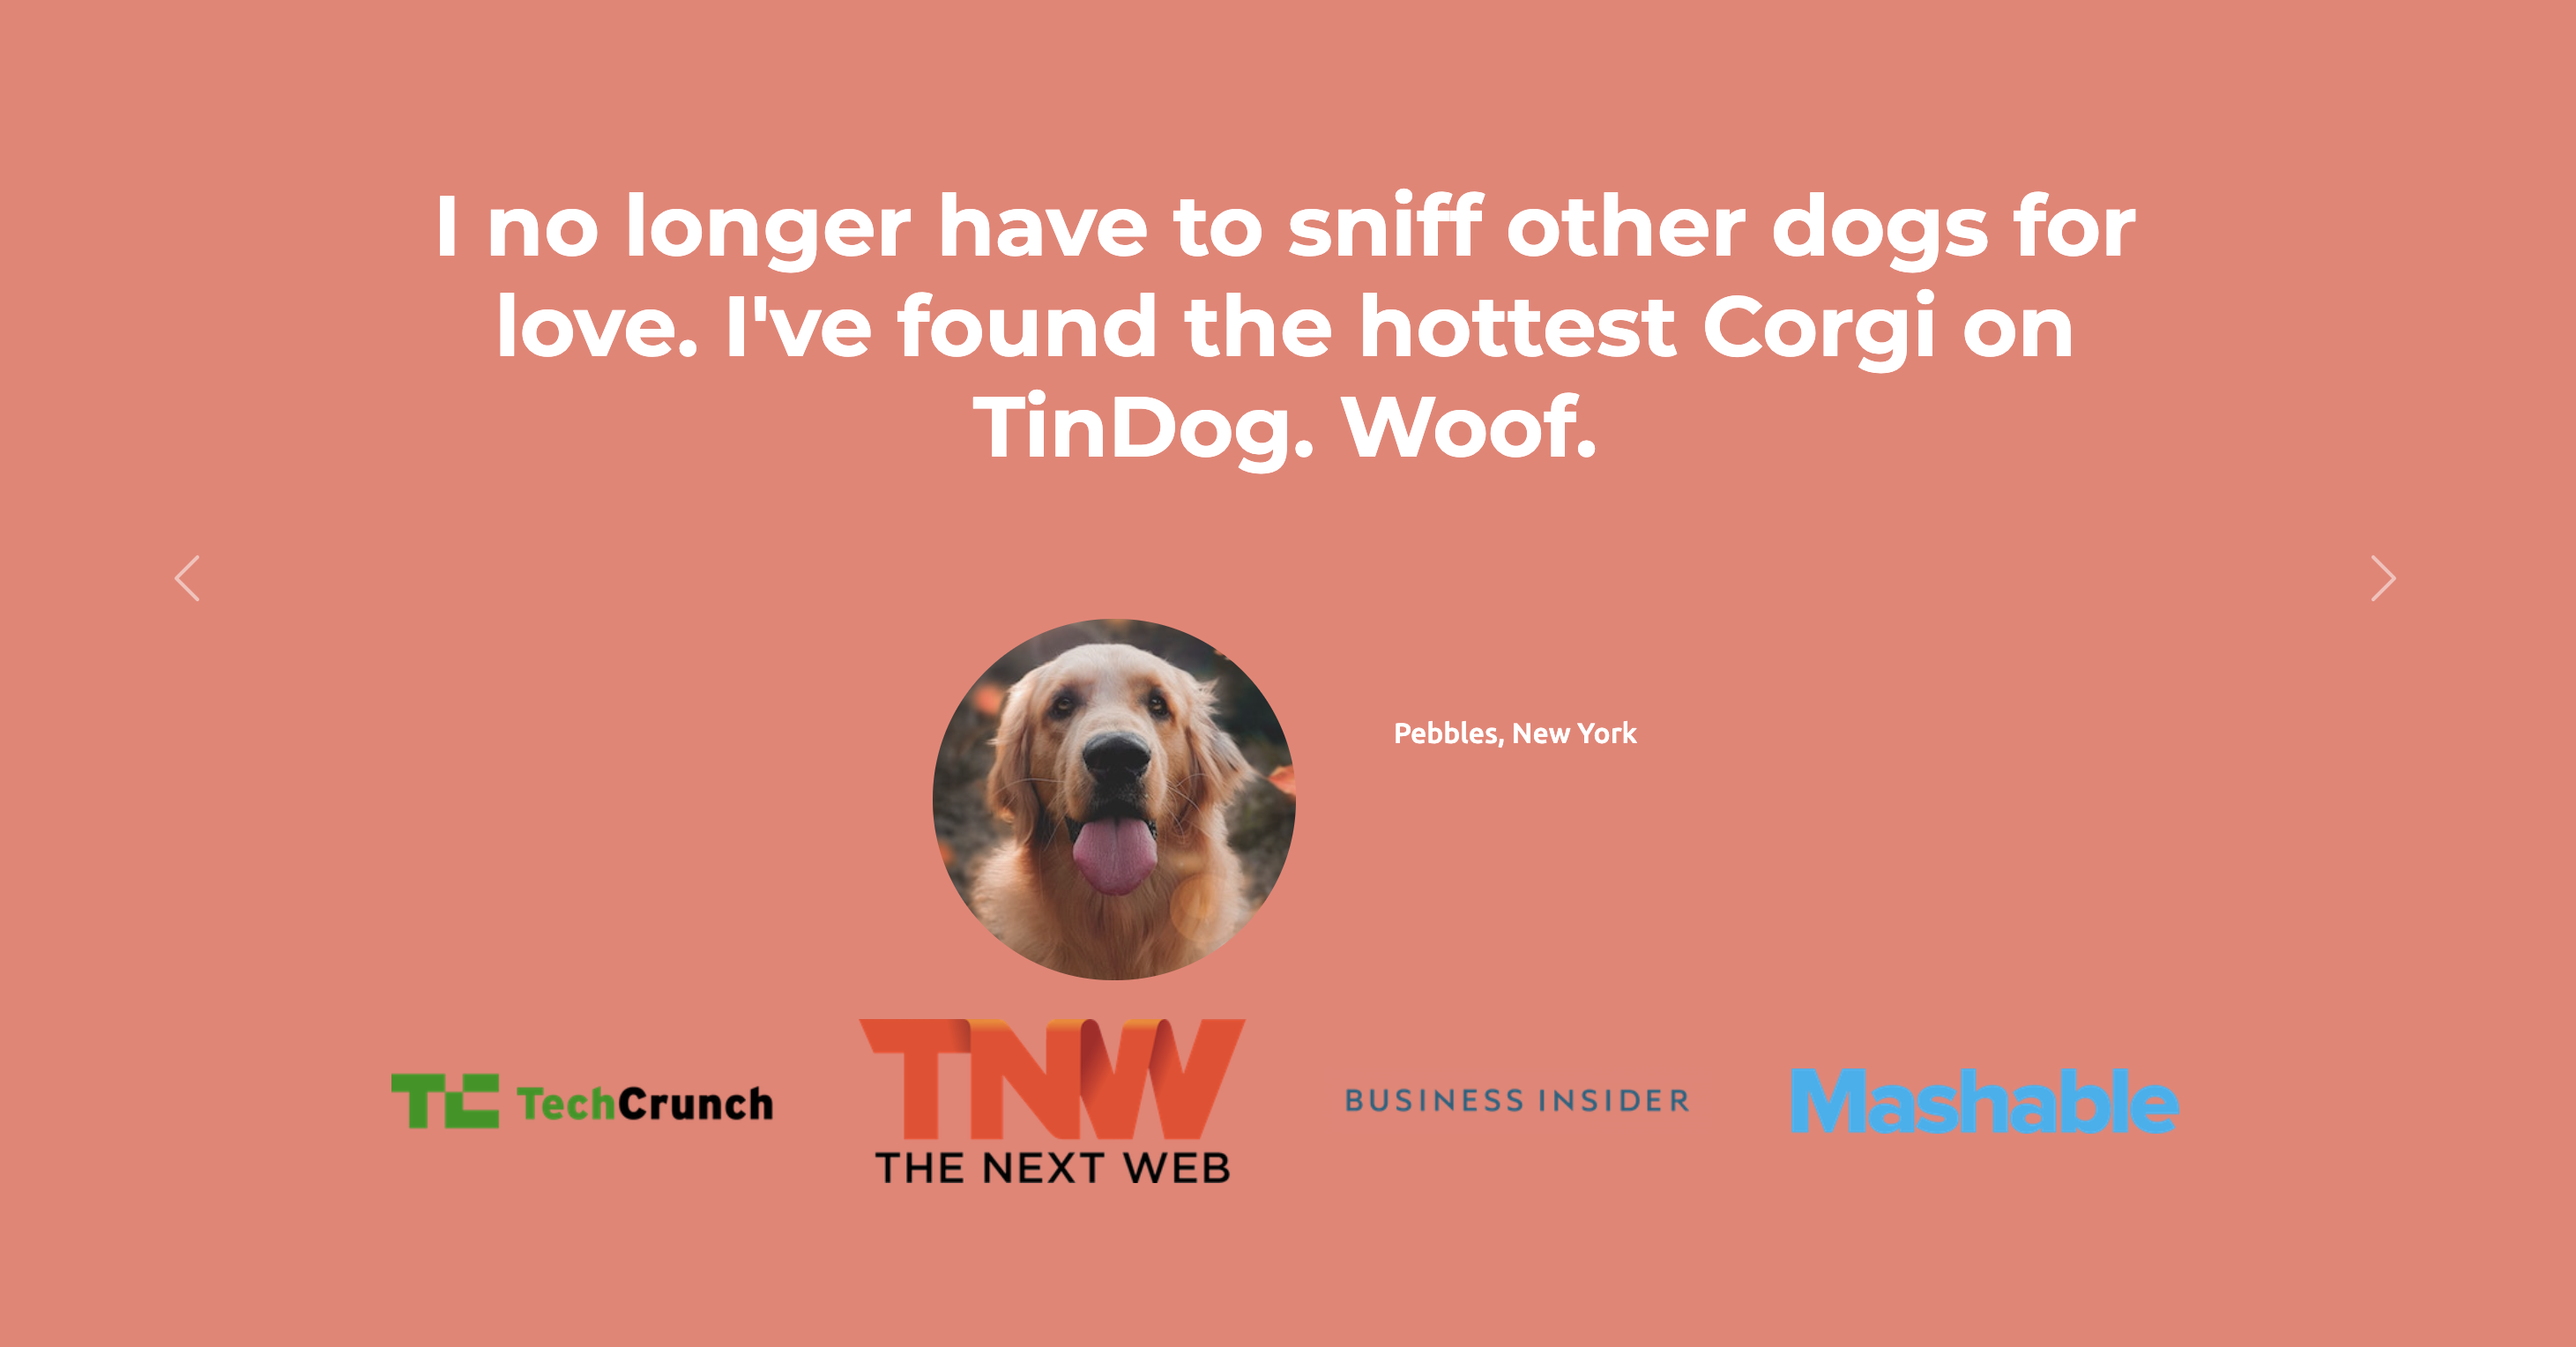 I no longer have to sniff other dogs for
love. I've found the hottest Corgi on
TinDog. Woof.
Pebbles, New York
TC TechCrunch
TNW
THE NEXT WEB
BUSINESS INSIDER
Mashable